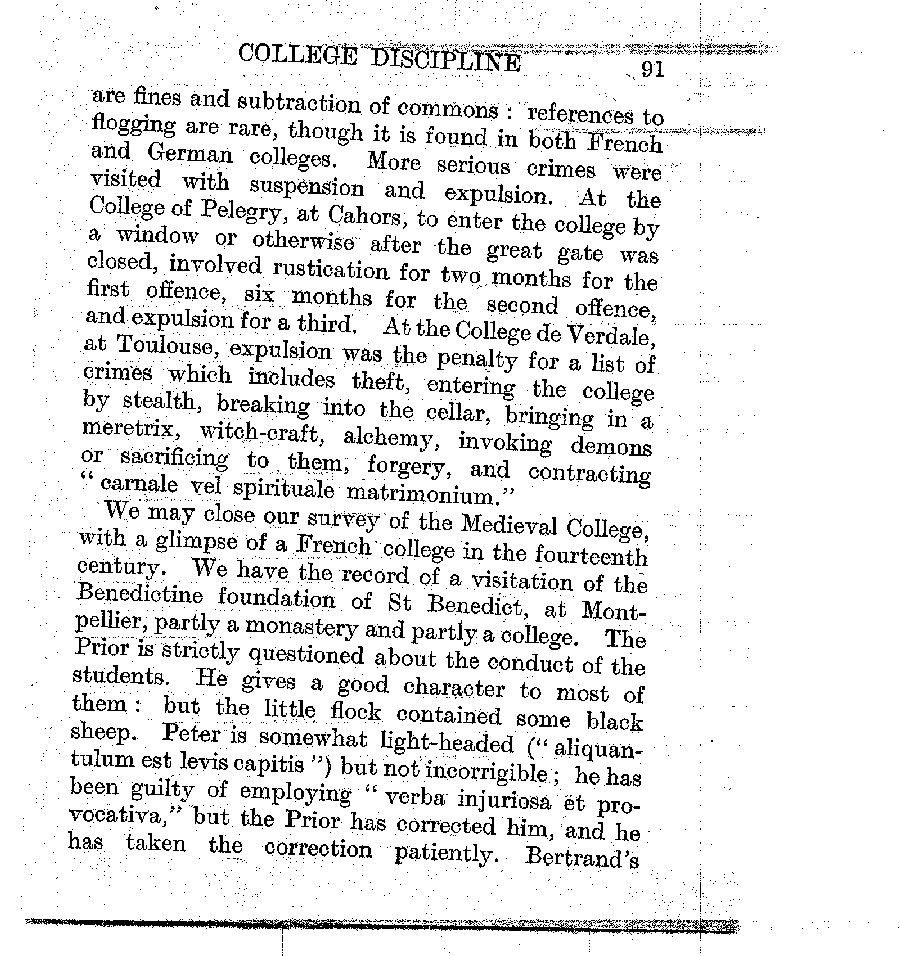 COLLEGE DISCIPLINE 91
are fines and subtraction of commons : references to
flogging are rare, though it is found in both French
and German colleges. More serious crimes were
visited with suspension and expulsion. At the
College of Pelegry, at Cahors, to enter the college by
a window or otherwise after the great gate was
closed, involved rustication for two months for the
first offence, six months for the second offence,
and expulsion for a third. At the College de Verdale,
at Toulouse, expulsion was the penalty for a list of
crimes which includes theft, entering the college
by stealth, breaking into the cellar, bringing in a
meretrix, witch-craft, alchemy, invoking demons
or sacrificing to them, forgery, and contracting
“ carnale vel spirituale matrimonium.”
We may close our survey of the Medieval College,
with a glimpse of a French college in the fourteenth
century. We have the record of a visitation of the
Benedictine foundation of St Benedict, at Mont-
pellier, partly a monastery and partly a college. The
Prior is strictly questioned about the conduct of the
students. He gives a good character to most of
them : but the little flock contained some black
sheep. Peter is somewhat light-headed (“ aliquan-
tulum est levis capitis ”) but not incorrigible ; he has
been guilty of employing “ verba injuriosa et pro-
vocativa,” but the Prior has corrected him, and he
has taken the correction patiently. Bertrand’s